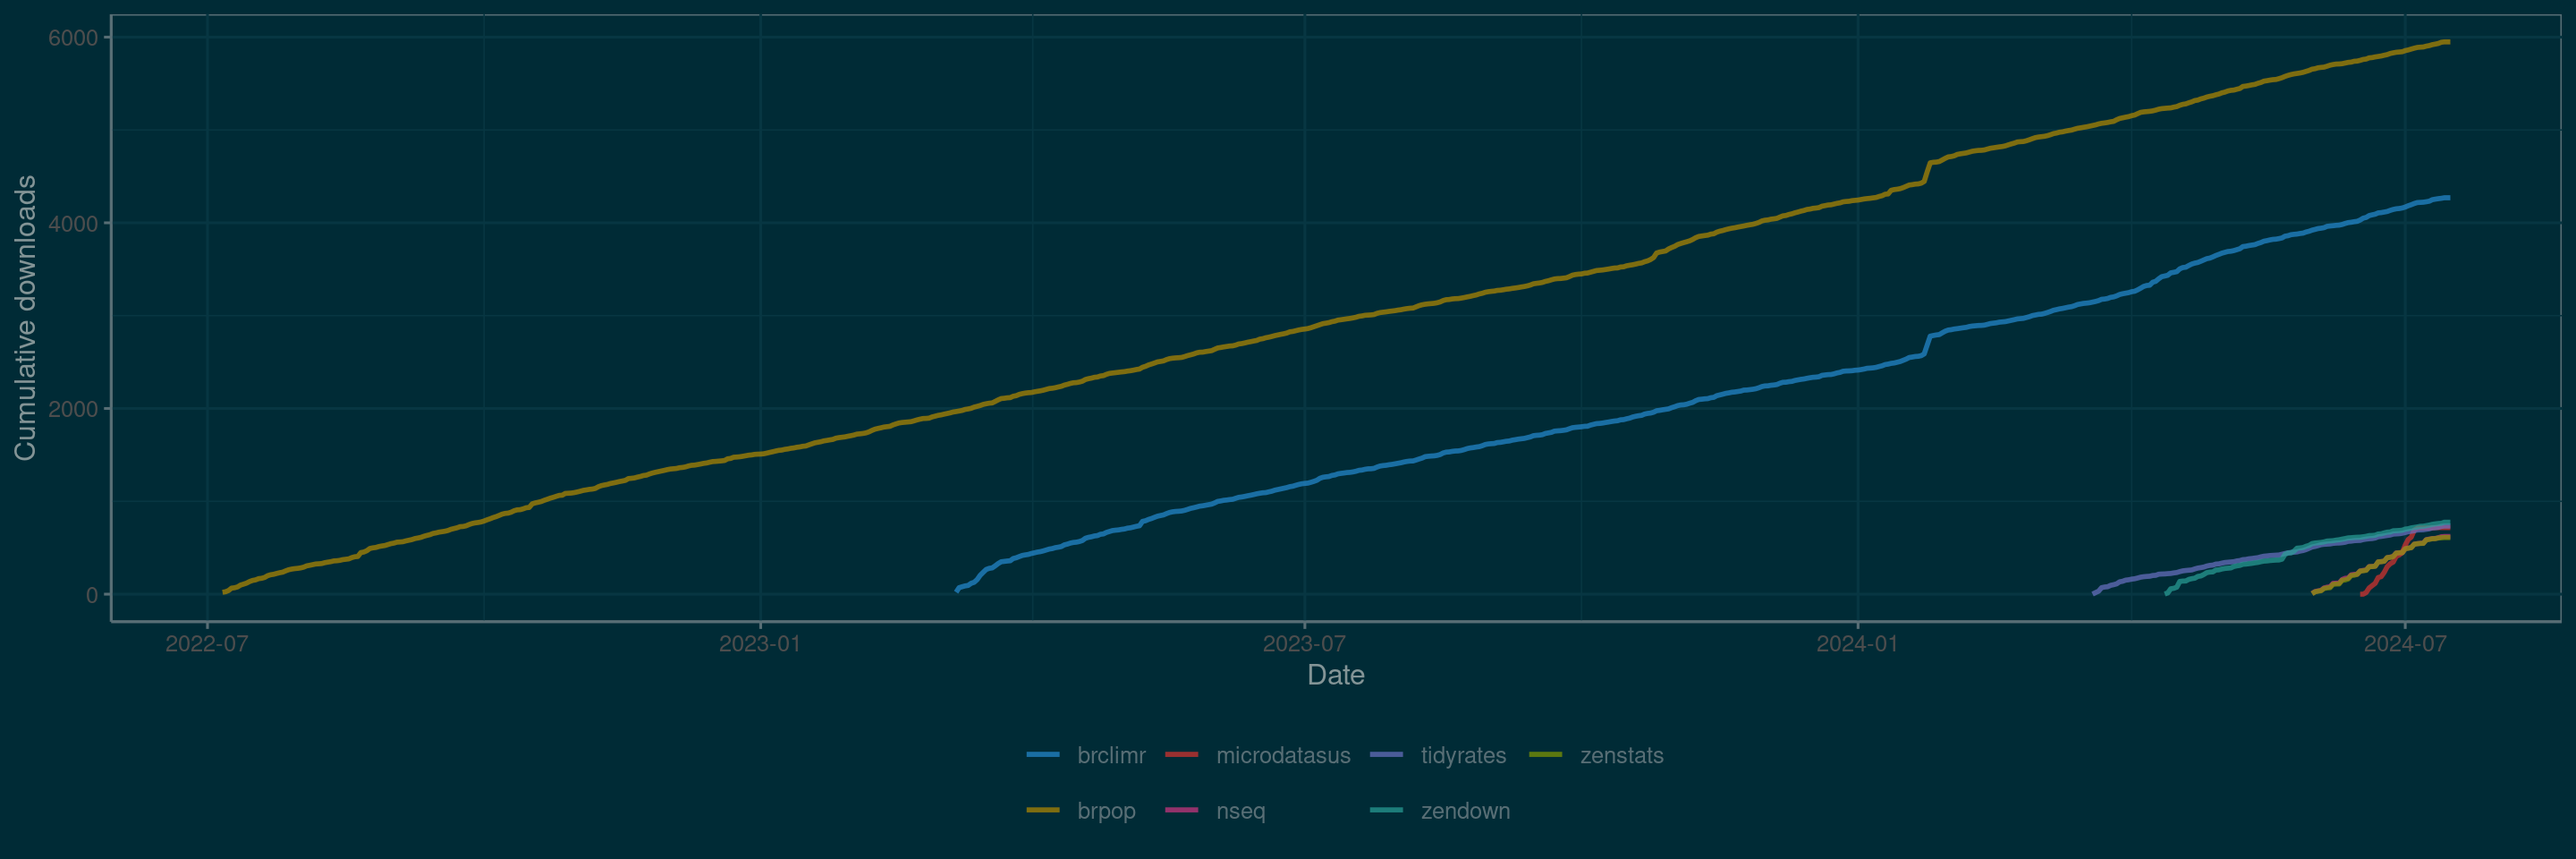 6000
4000
2000
0
Cumulative downloads
2022-07 2023-01 2023-07 2024-01 2024-07
Date
brclimr microdatasus tidyrates zenstats
brpop nseq zendown